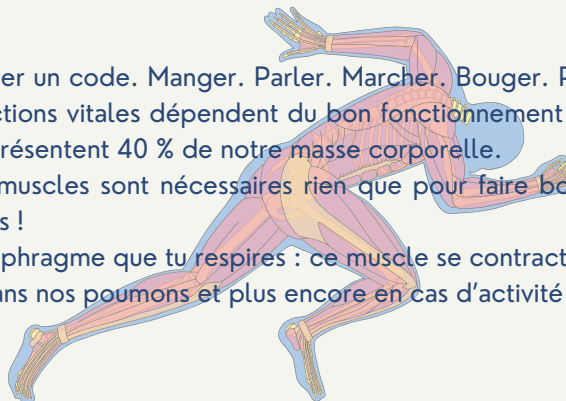 er un code. Manger. Parler. Marcher. Bouger. P
ctions vitales dépendent du bon fonctionnement
résentent 40 % de notre masse corporelle.
muscles sont nécessaires rien que pour faire bo
s !
phragme que tu respires : ce muscle se contract
ans nos poumons et plus encore en cas d'activité